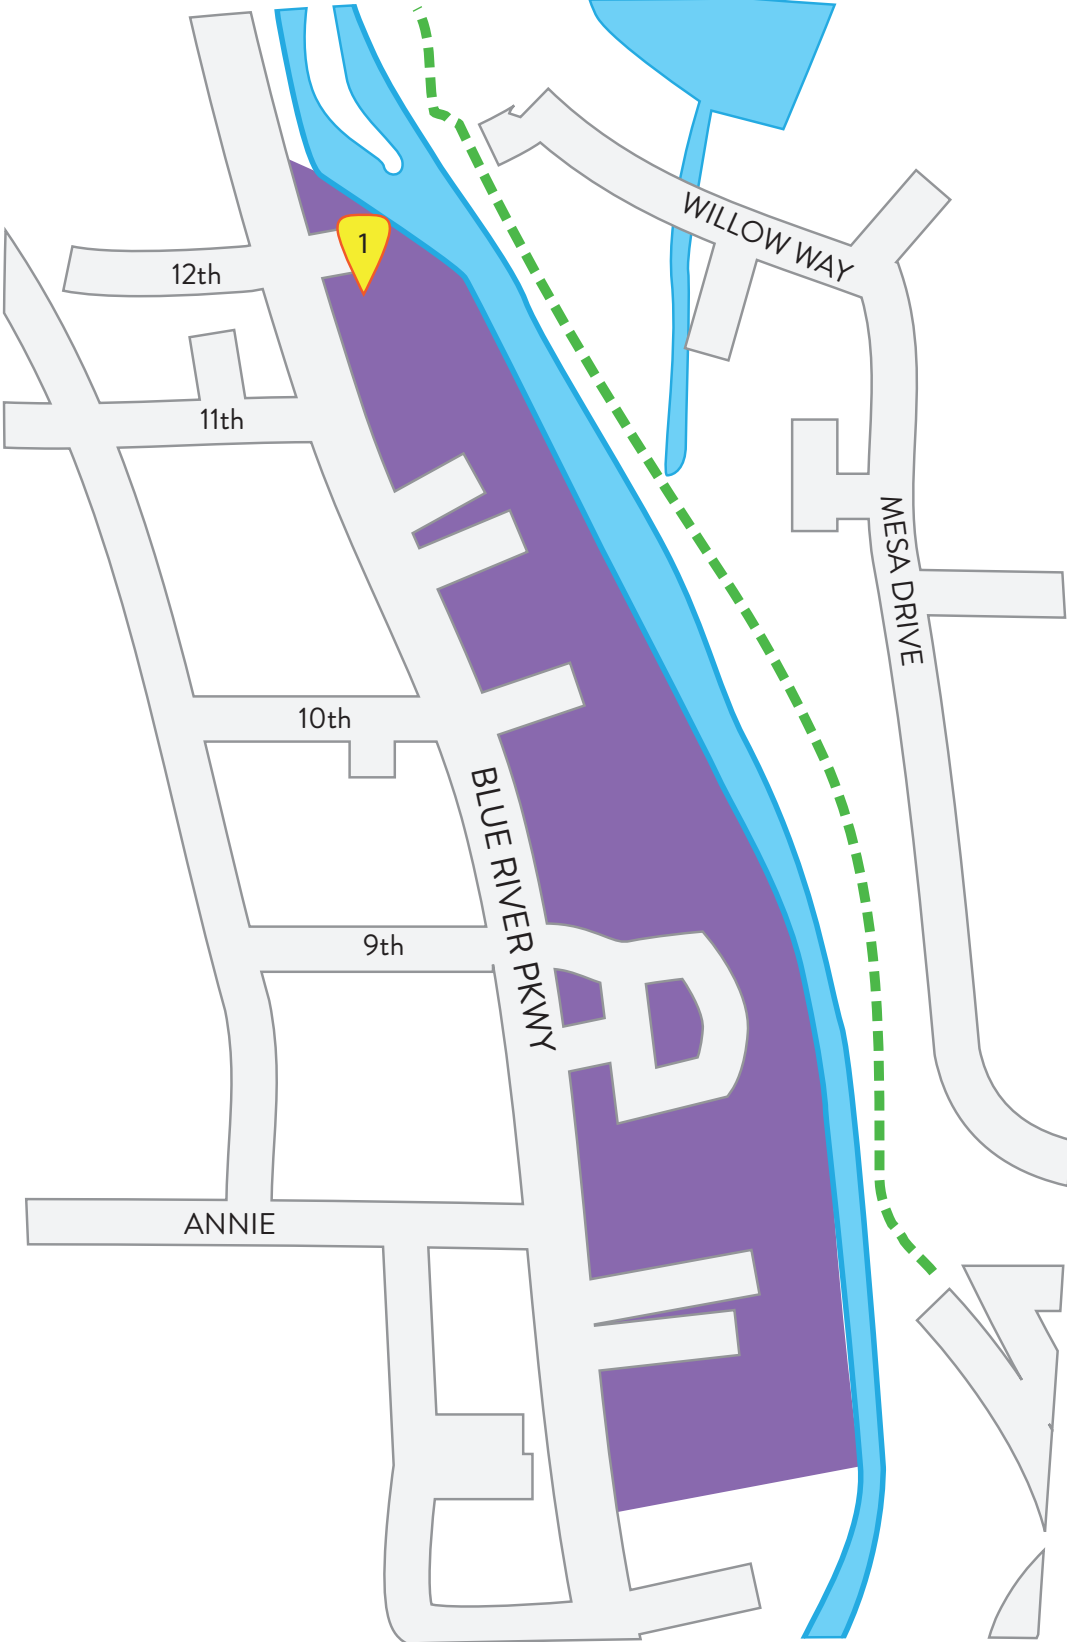 WILLOW WAY
1
12th
11th
MESA DRIVE
10th
BLUE RIVER PKWY
9th
ANNIE